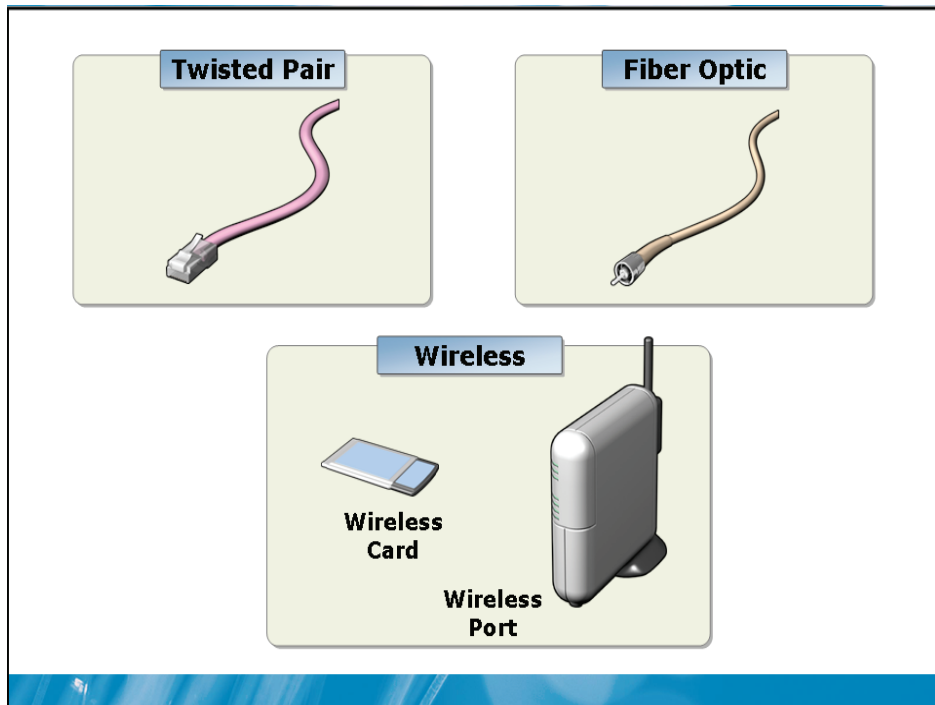 Twisted Pair
Fiber Optic
Wireless
Wireless
Card
Wireless
Port